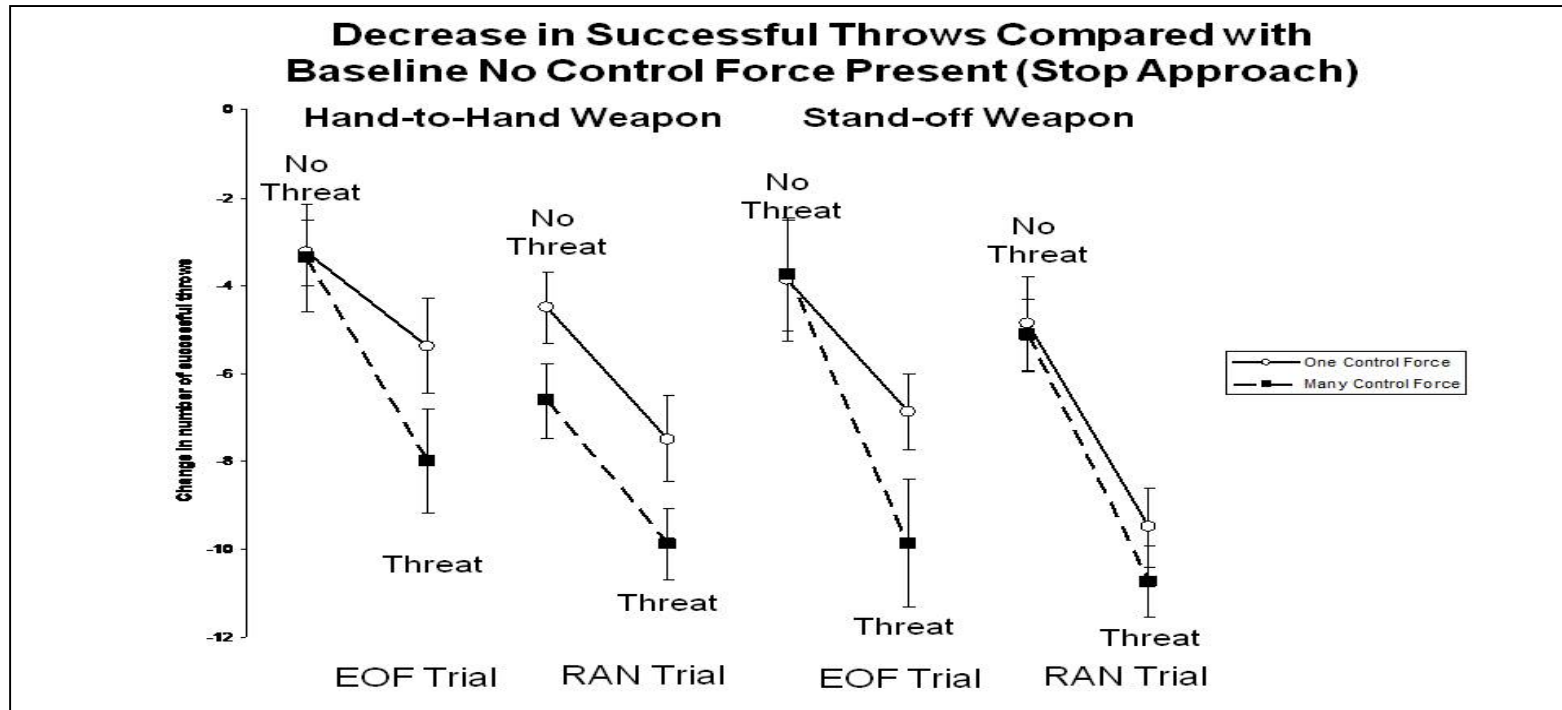 Decrease in Successful Throws Compared with
Baseline No Control Force Present (Stop Approach)
Hand-to-Hand Weapon
Stand-off Weapon
0
-2
-4
-6
-8
-10
-12
Change in number of successful throws
No
Threat
No
Threat
No
Threat
No
Threat
Threat
Threat
Threat
Threat
One Control Force
Many Control Force
EOF Trial
RAN Trial
EOF Trial
RAN Trial